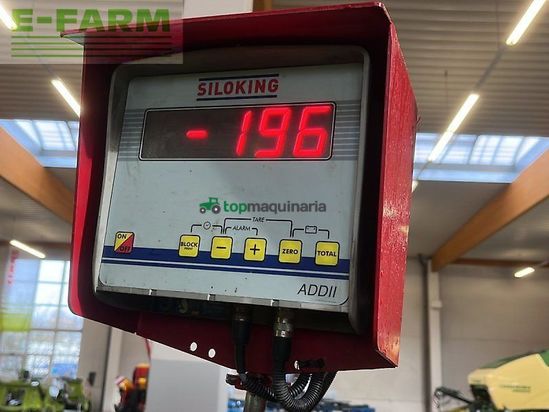 E-FARM
SILOKING
-196
topmaquinaria
TARE
ALARM
ON
OFF
BLOCK
-
+
ZERO
TOTAL
ADDII